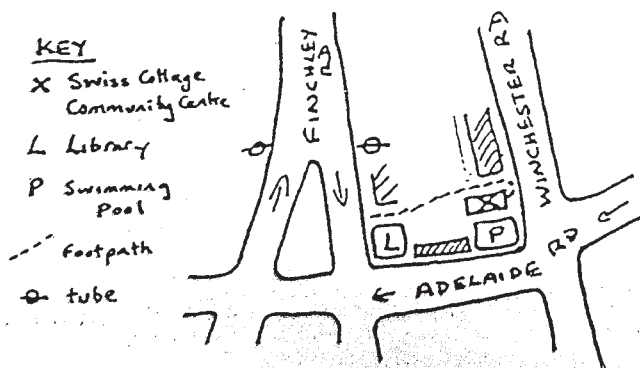 KEY
X Swiss Cottage
Community Centre
L Library
P Swimming
Pool
Footpath
tube
FINCHLEY
RD
WINCHESTER RD
L
P
ADELAIDE RD